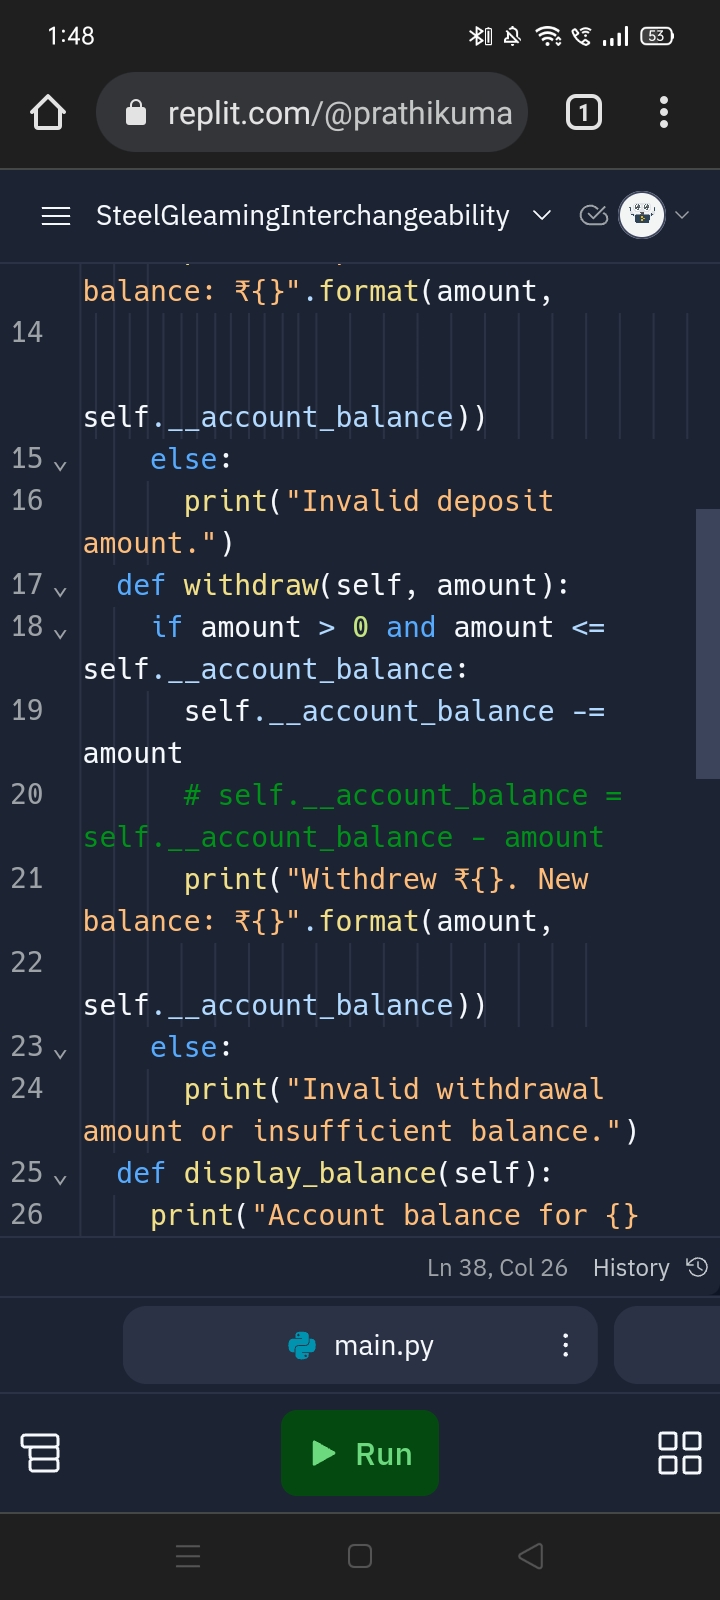 1:48
53
replit.com/@prathikuma
1
SteelGleamingInterchangeability
balance: ₹{}".format(amount,
14
self.__account_balance))
15 else:
16 print("Invalid deposit
amount.")
17 def withdraw(self, amount):
18 if amount > 0 and amount <=
self.__account_balance:
19 self.__account_balance -=
amount
20 # self.__account_balance =
self.__account_balance - amount
21 print("Withdrew ₹{}. New
balance: ₹{}".format(amount,
22
self.__account_balance))
23 else:
24 print("Invalid withdrawal
amount or insufficient balance.")
25 def display_balance(self):
26 print("Account balance for {}
Ln 38, Col 26 History
main.py
Run